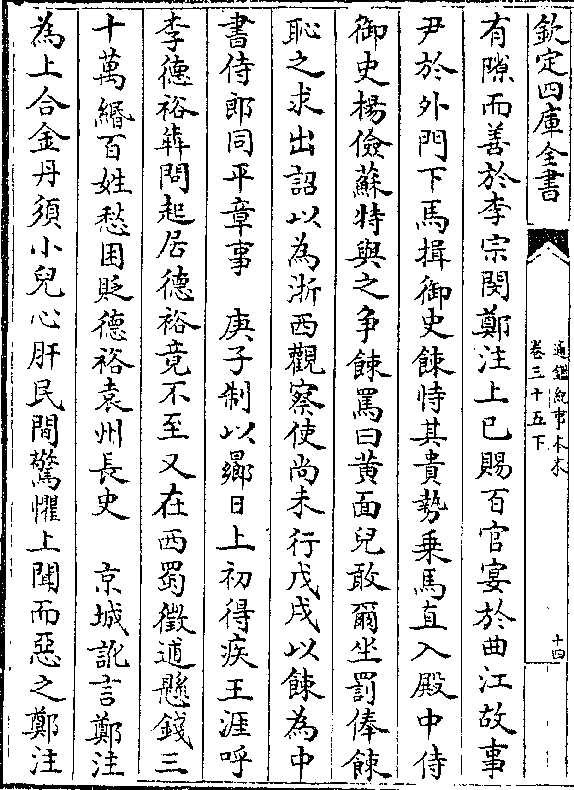 欽定四庫全書
通鑑紀事本末
卷三十五下
十四
有隙而善於李宗閔鄭注上巳賜百官宴於曲江故事
尹於外門下馬揖御史餗恃其貴勢乗馬直入殿中侍
御史楊儉蘇特與之争餗罵曰黄面兒敢爾坐罰俸餗
恥之求出詔以為浙西觀察使尚未行戊戌以餗為中
書侍郎同平章事　庚子制以曏日上初得疾王涯呼
李德裕犇問起居德裕竟不至又在西蜀徵逋懸錢三
十萬緡百姓愁困貶德裕袁州長史　京城訛言鄭注
為上合金丹須小兒心肝民間驚懼上聞而惡之鄭注